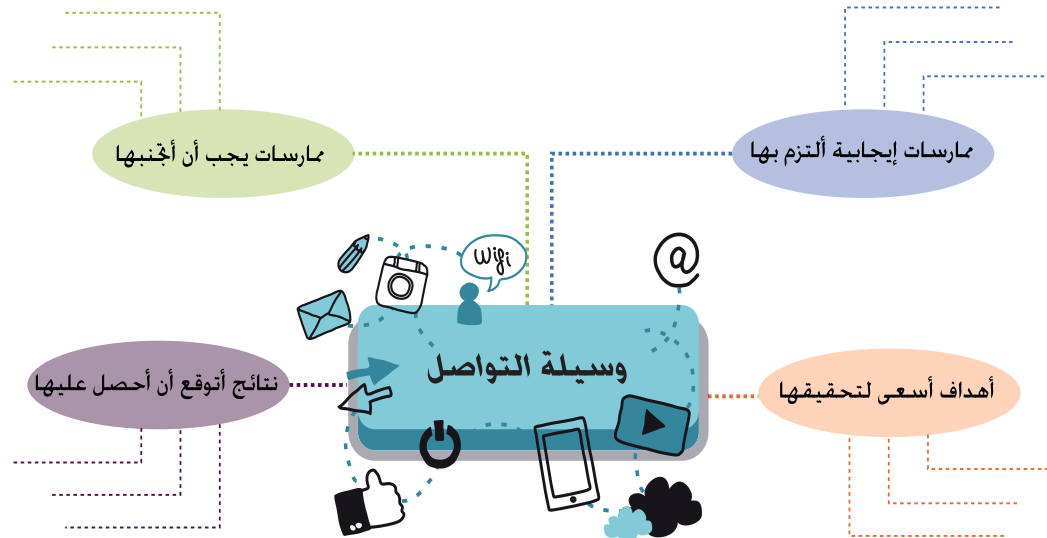 ممارسات إيجابية ألتزم بها
ممارسات يجب أن أتجنبها
Wifi
@
وسيلة التواصل
أهداف أسعى لتحقيقها
نتائج أتوقع أن أحصل عليها